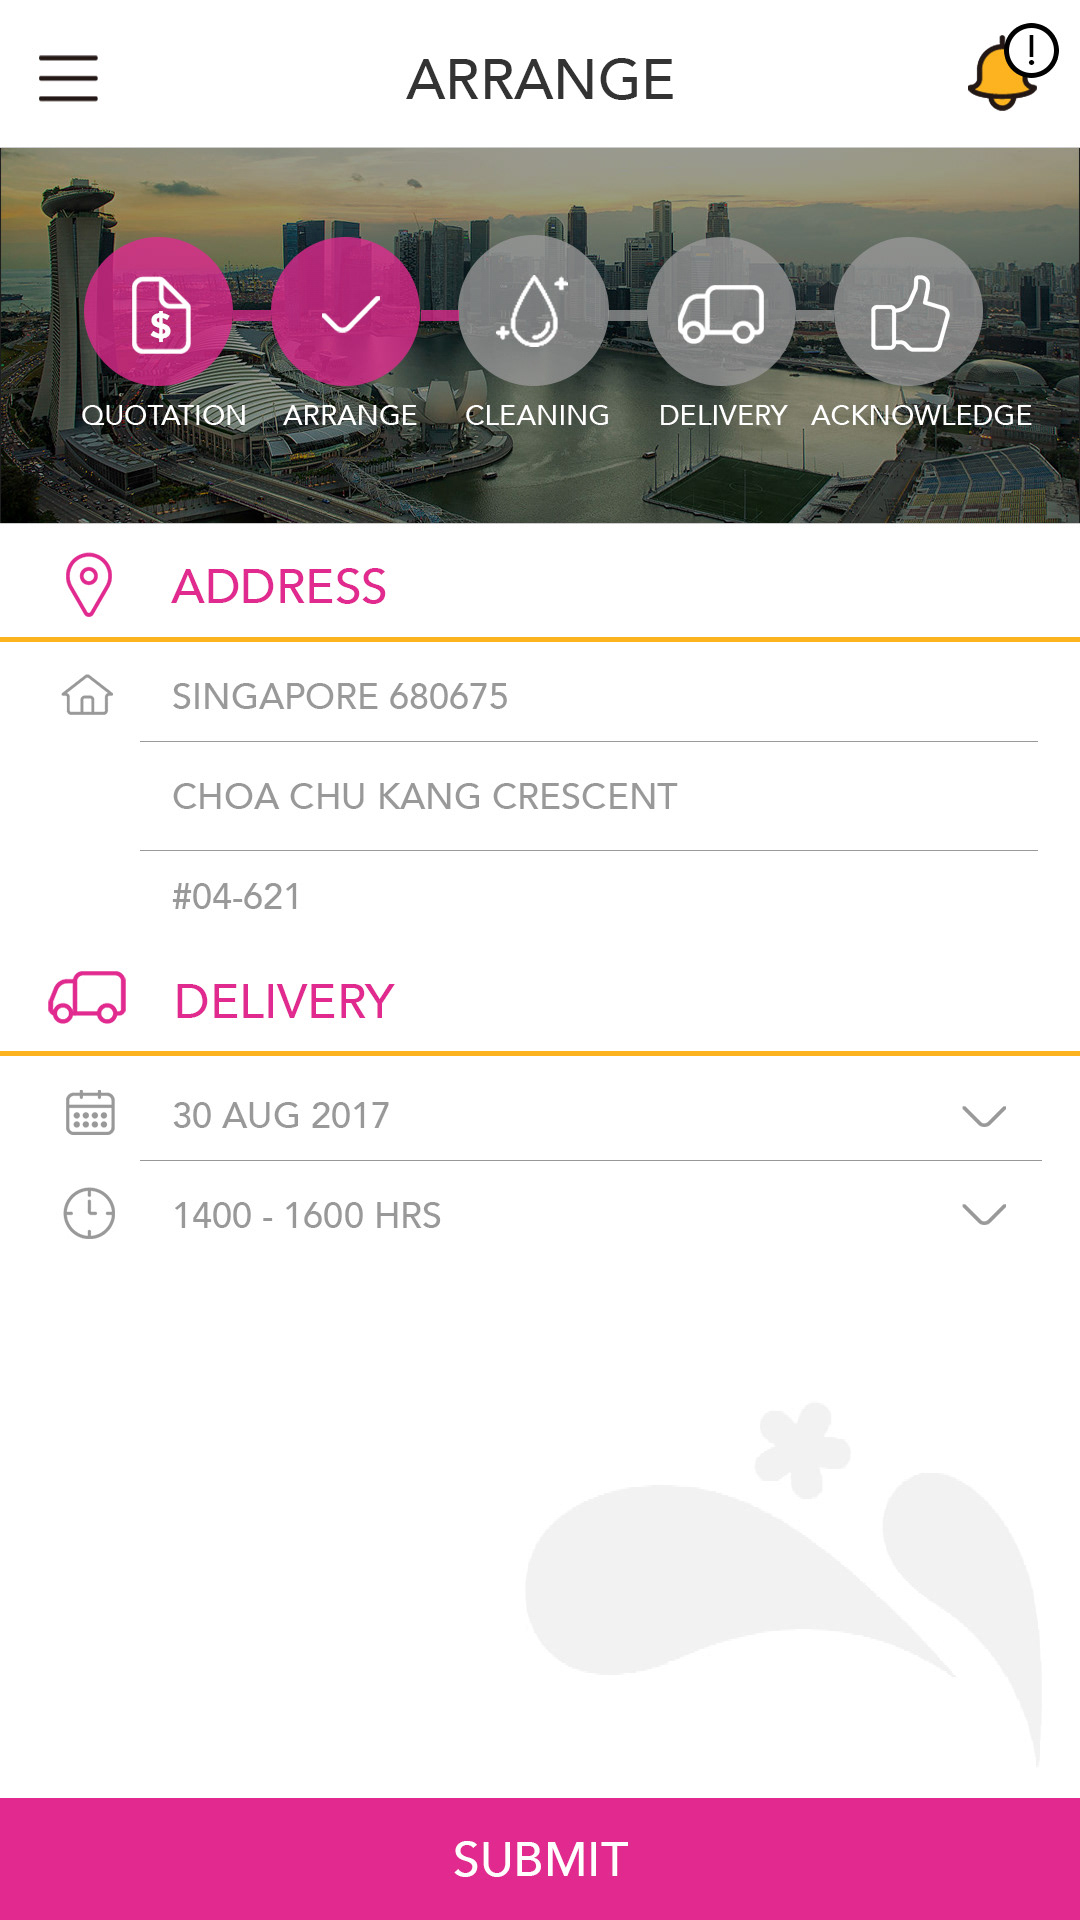 ARRANGE
!
$
QUOTATION ARRANGE CLEANING DELIVERY ACKNOWLEDGE
ADDRESS
SINGAPORE 680675
CHOA CHU KANG CRESCENT
#04-621
DELIVERY
30 AUG 2017
1400 - 1600 HRS
SUBMIT